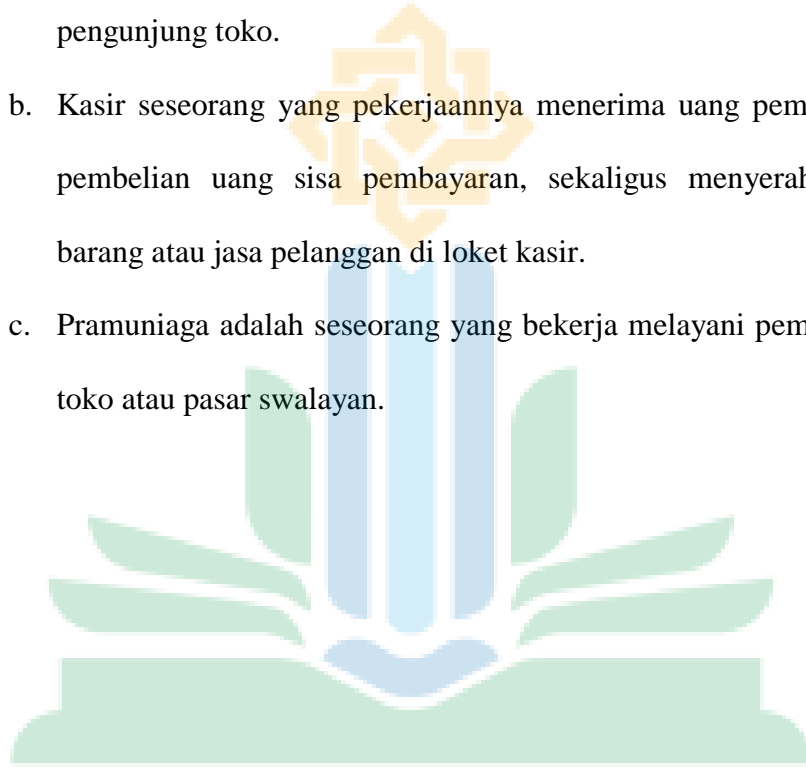 pengunjung toko.
b. Kasir seseorang yang pekerjaannya menerima uang pem
pembelian uang sisa pembayaran, sekaligus menyerah
barang atau jasa pelanggan di loket kasir.
c. Pramuniaga adalah seseorang yang bekerja melayani pem
toko atau pasar swalayan.